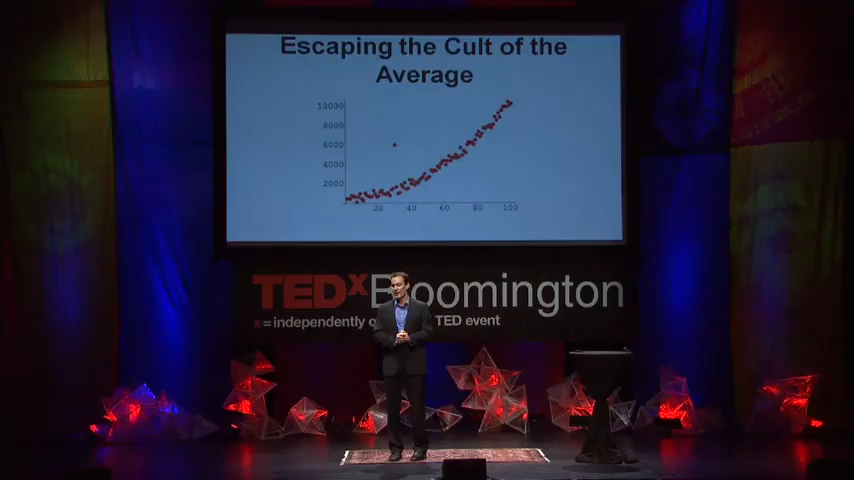 Escaping the Cult of the
Average
10000
8000
6000
4000
2000
20 40 60 80 100
TEDxBloomington
x = independently o TED event